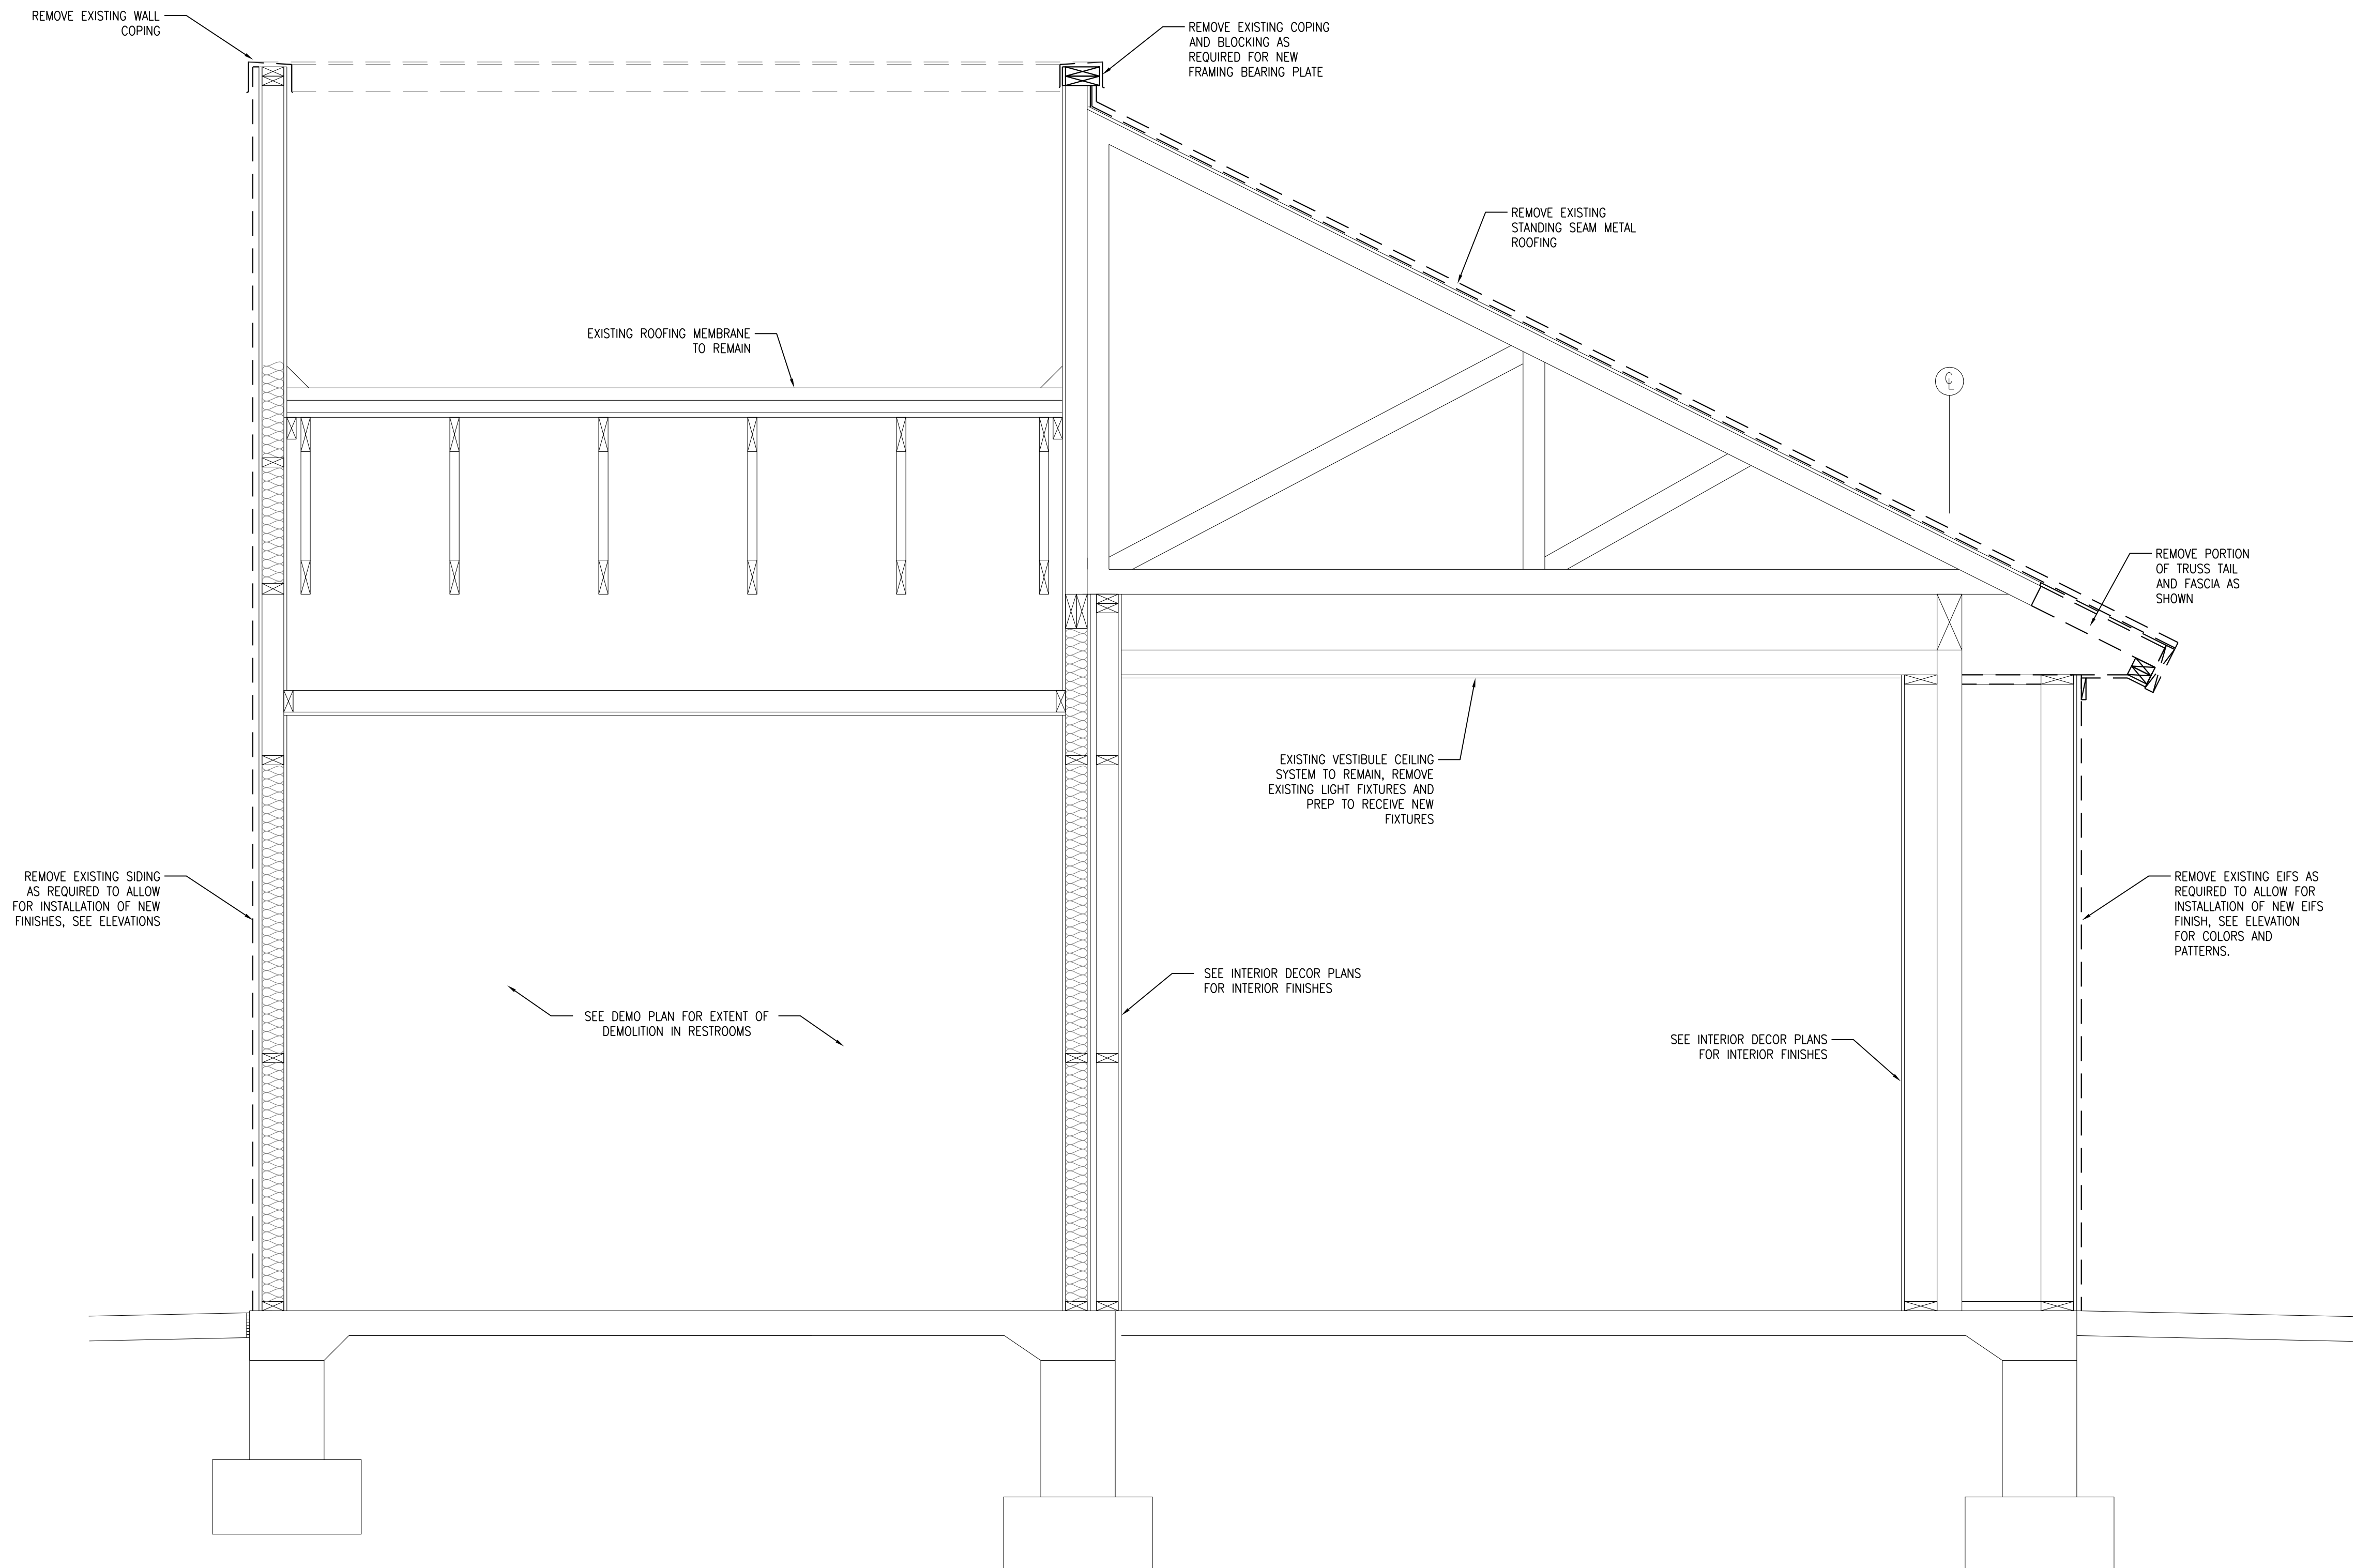 REMOVE EXISTING WALL
COPING
REMOVE EXISTING COPING
AND BLOCKING AS
REQUIRED FOR NEW
FRAMING BEARING PLATE
REMOVE EXISTING
STANDING SEAM METAL
ROOFING
EXISTING ROOFING MEMBRANE
TO REMAIN
CL
REMOVE PORTION
OF TRUSS TAIL
AND FASCIA AS
SHOWN
EXISTING VESTIBULE CEILING
SYSTEM TO REMAIN, REMOVE
EXISTING LIGHT FIXTURES AND
PREP TO RECEIVE NEW
FIXTURES
REMOVE EXISTING SIDING
AS REQUIRED TO ALLOW
FOR INSTALLATION OF NEW
FINISHES, SEE ELEVATIONS
REMOVE EXISTING EIFS AS
REQUIRED TO ALLOW FOR
INSTALLATION OF NEW EIFS
FINISH, SEE ELEVATION
FOR COLORS AND
PATTERNS.
SEE INTERIOR DECOR PLANS
FOR INTERIOR FINISHES
SEE DEMO PLAN FOR EXTENT OF
DEMOLITION IN RESTROOMS
SEE INTERIOR DECOR PLANS
FOR INTERIOR FINISHES